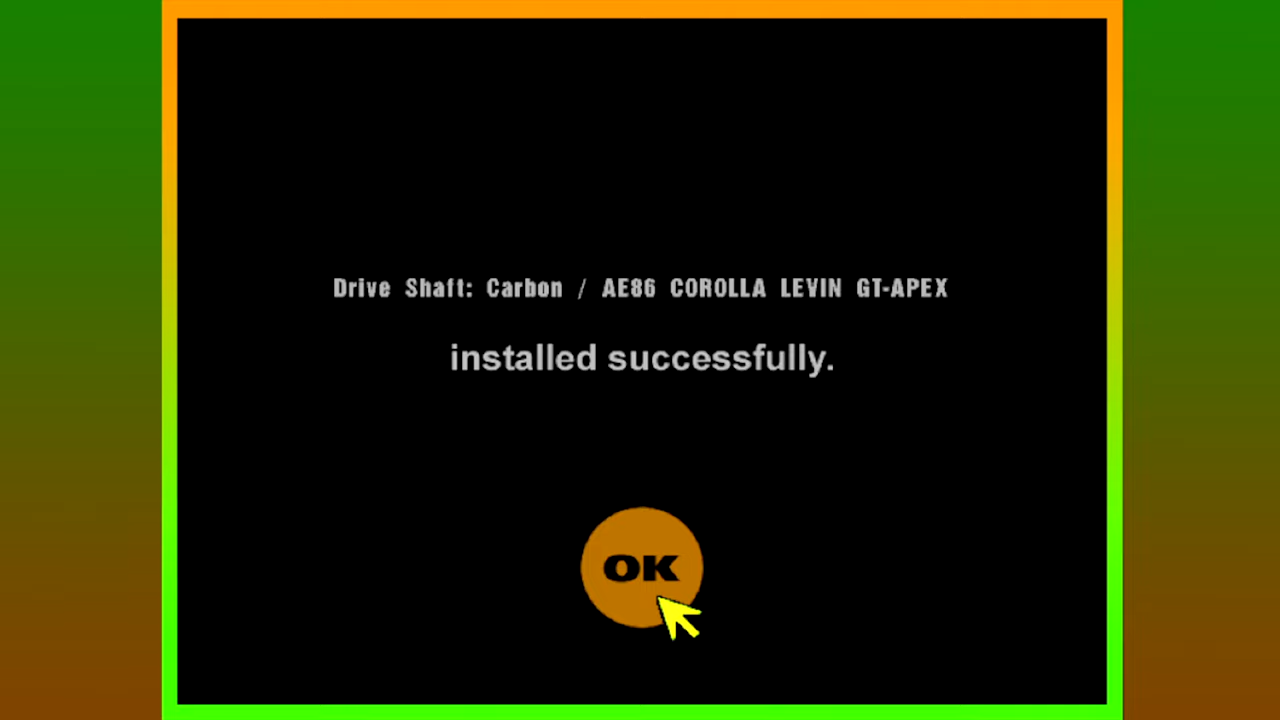 Drive Shaft: Carbon / AE86 COROLLA LEVIN GT-APEX
installed successfully.
OK